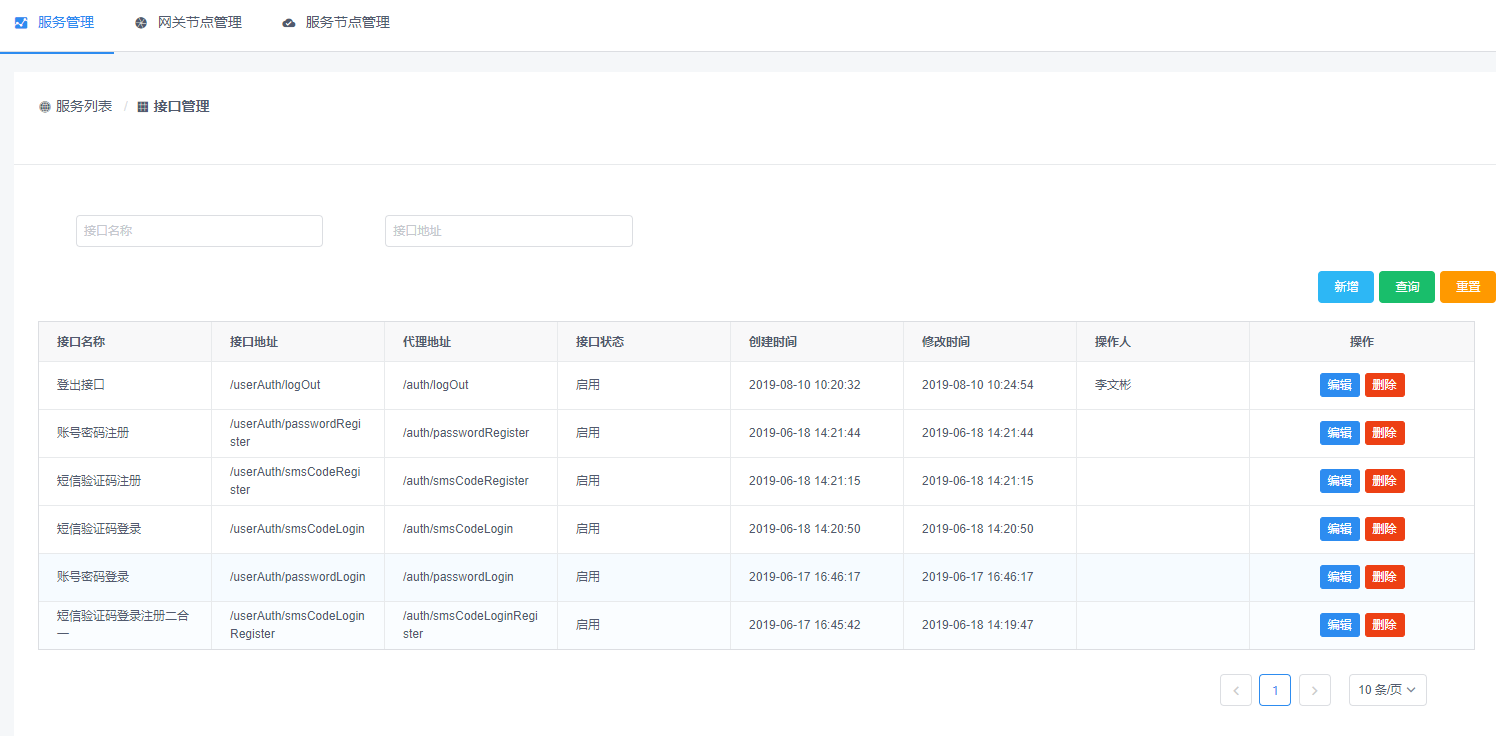 服务管理 网关节点管理 服务节点管理
服务列表 / 接口管理
接口名称 接口地址
新增 查询 重置
接口名称 接口地址 代理地址 接口状态 创建时间 修改时间 操作人 操作
登出接口 /userAuth/logOut /auth/logOut 启用 2019-08-10 10:20:32 2019-08-10 10:24:54 李文彬 编辑 删除
账号密码注册 /userAuth/passwordRegi
ster /auth/passwordRegister 启用 2019-06-18 14:21:44 2019-06-18 14:21:44 编辑 删除
短信验证码注册 /userAuth/smsCodeRegi
ster /auth/smsCodeRegister 启用 2019-06-18 14:21:15 2019-06-18 14:21:15 编辑 删除
短信验证码登录 /userAuth/smsCodeLogin /auth/smsCodeLogin 启用 2019-06-18 14:20:50 2019-06-18 14:20:50 编辑 删除
账号密码登录 /userAuth/passwordLogin /auth/passwordLogin 启用 2019-06-17 16:46:17 2019-06-17 16:46:17 编辑 删除
短信验证码登录注册二合
一 /userAuth/smsCodeLogin
Register /auth/smsCodeLoginRegi
ster 启用 2019-06-17 16:45:42 2019-06-18 14:19:47 编辑 删除
1 10 条/页